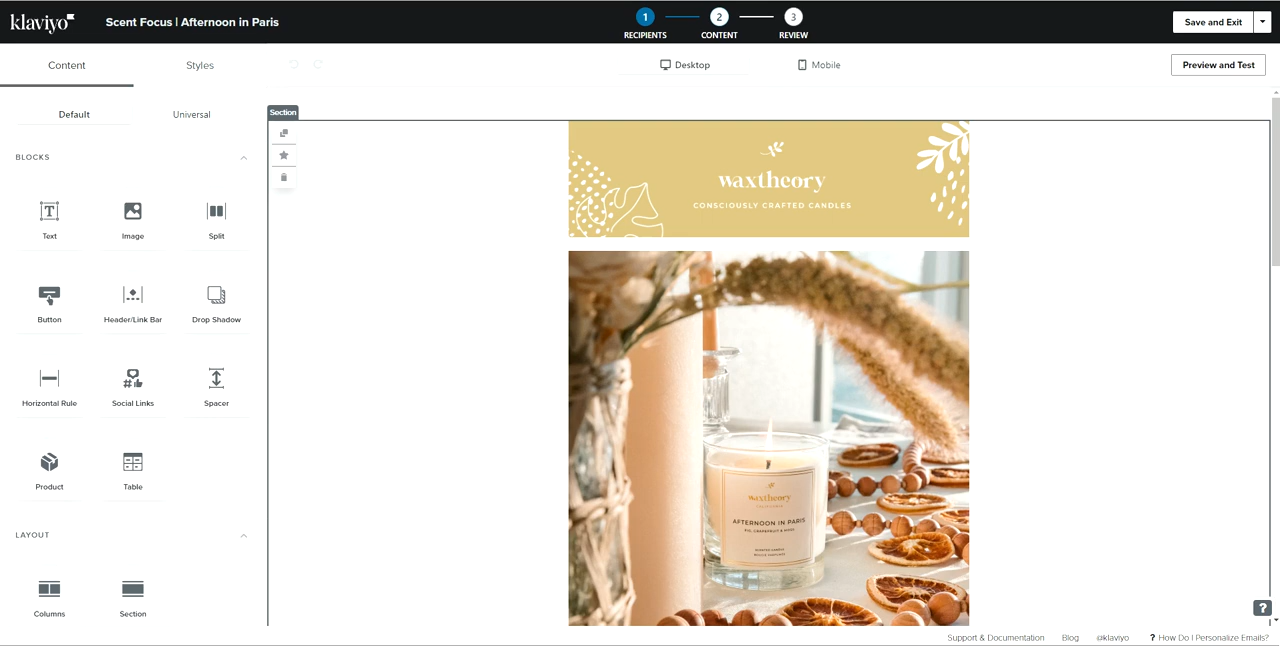 klaviyo
Scent Focus | Afternoon in Paris
1 2 3
RECIPIENTS CONTENT REVIEW
Save and Exit
Content Styles
Desktop Mobile
Preview and Test
Default Universal
Section
BLOCKS
Text Image Split
Button Header/Link Bar Drop Shadow
Horizontal Rule Social Links Spacer
Product Table
LAYOUT
Columns Section
waxtheory
CONSCIOUSLY CRAFTED CANDLES
waxtheory
CALIFORNIA
AFTERNOON IN PARIS
SCENTED CANDLE
?
Support & Documentation Blog @klaviyo ? How Do I Personalize Emails?